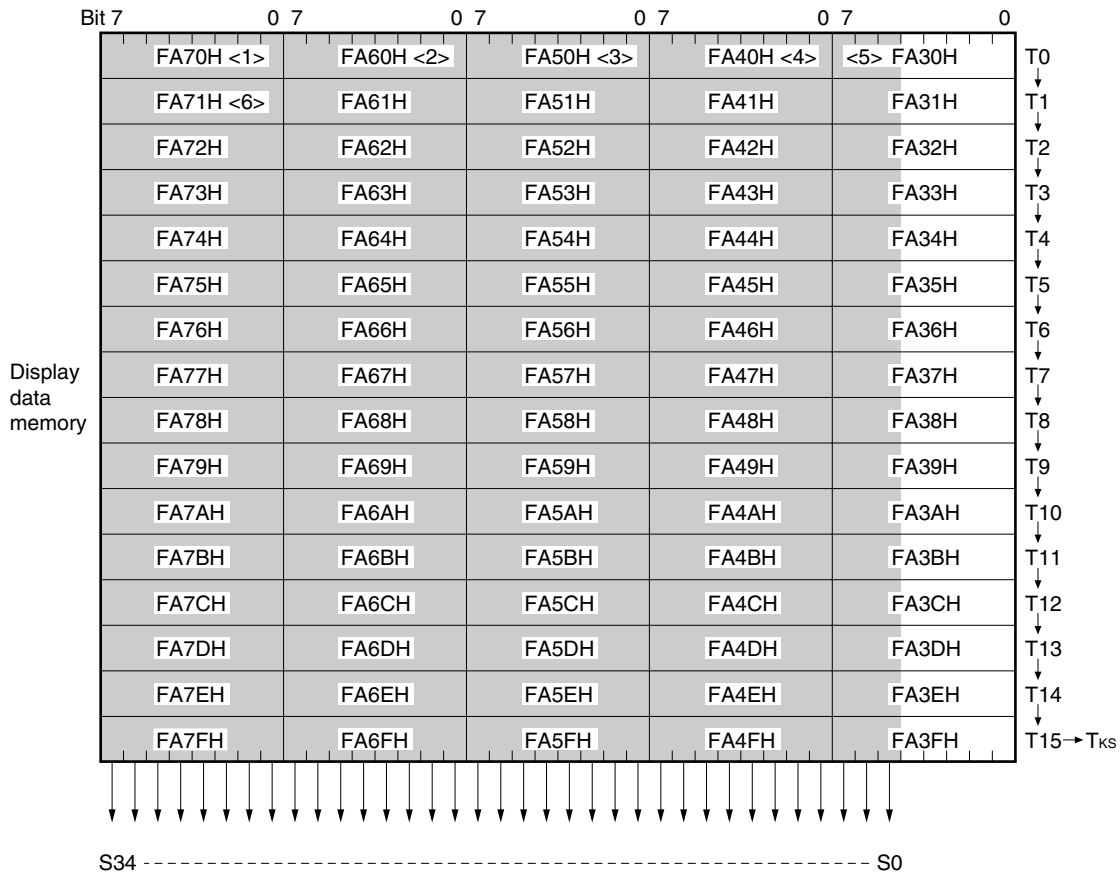 Bit 7 0 7 0 7 0 7 0 7 0
FA70H <1> FA60H <2> FA50H <3> FA40H <4> <5> FA30H T0
FA71H <6> FA61H FA51H FA41H FA31H T1
FA72H FA62H FA52H FA42H FA32H T2
FA73H FA63H FA53H FA43H FA33H T3
FA74H FA64H FA54H FA44H FA34H T4
FA75H FA65H FA55H FA45H FA35H T5
FA76H FA66H FA56H FA46H FA36H T6
Display
data
memory
FA77H FA67H FA57H FA47H FA37H T7
FA78H FA68H FA58H FA48H FA38H T8
FA79H FA69H FA59H FA49H FA39H T9
FA7AH FA6AH FA5AH FA4AH FA3AH T10
FA7BH FA6BH FA5BH FA4BH FA3BH T11
FA7CH FA6CH FA5CH FA4CH FA3CH T12
FA7DH FA6DH FA5DH FA4DH FA3DH T13
FA7EH FA6EH FA5EH FA4EH FA3EH T14
FA7FH FA6FH FA5FH FA4FH FA3FH T15 → TKS
S34 S0